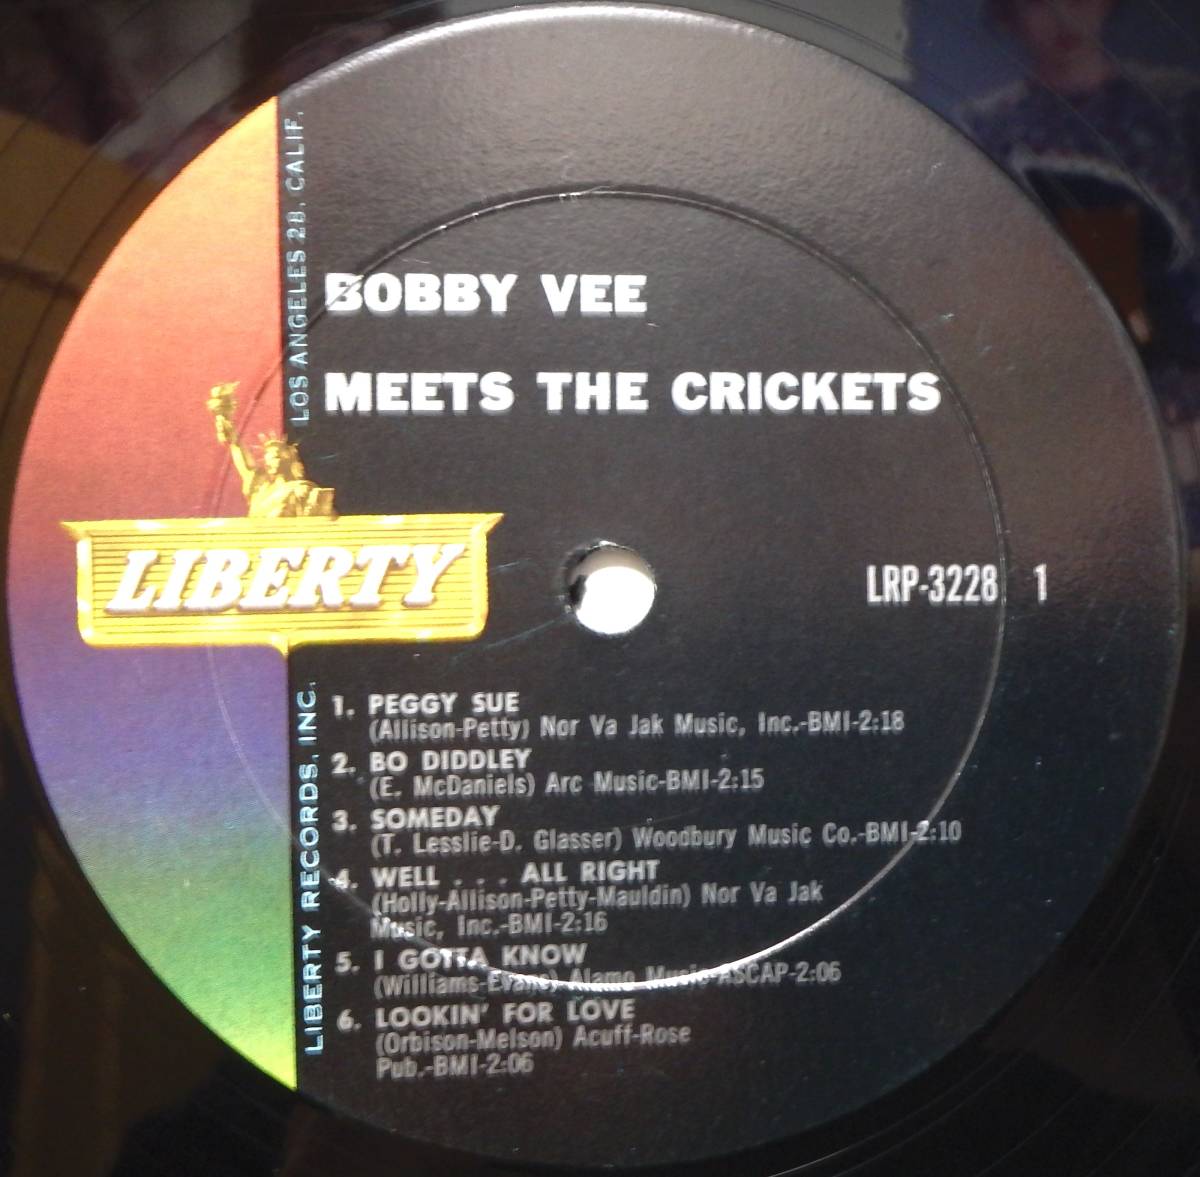 LOS ANGELES 28, CALIF.
BOBBY VEE
MEETS THE CRICKETS
LIBERTY
LRP-3228 1
LIBERTY RECORDS, INC.
1. PEGGY SUE
(Allison-Petty) Nor Va Jak Music, Inc.-BMI-2:18
2. BO DIDDLEY
(E. McDaniels) Arc Music-BMI-2:15
3. SOMEDAY
(T. Lesslie-D. Glasser) Woodbury Music Co.-BMI-2:10
4. WELL . . . ALL RIGHT
(Holly-Allison-Petty-Mauldin) Nor Va Jak
Music, Inc.-BMI-2:16
5. I GOTTA KNOW
(Williams-Evans) Alamo Music-ASCAP-2:06
6. LOOKIN' FOR LOVE
(Orbison-Melson) Acuff-Rose
Pub.-BMI-2:06